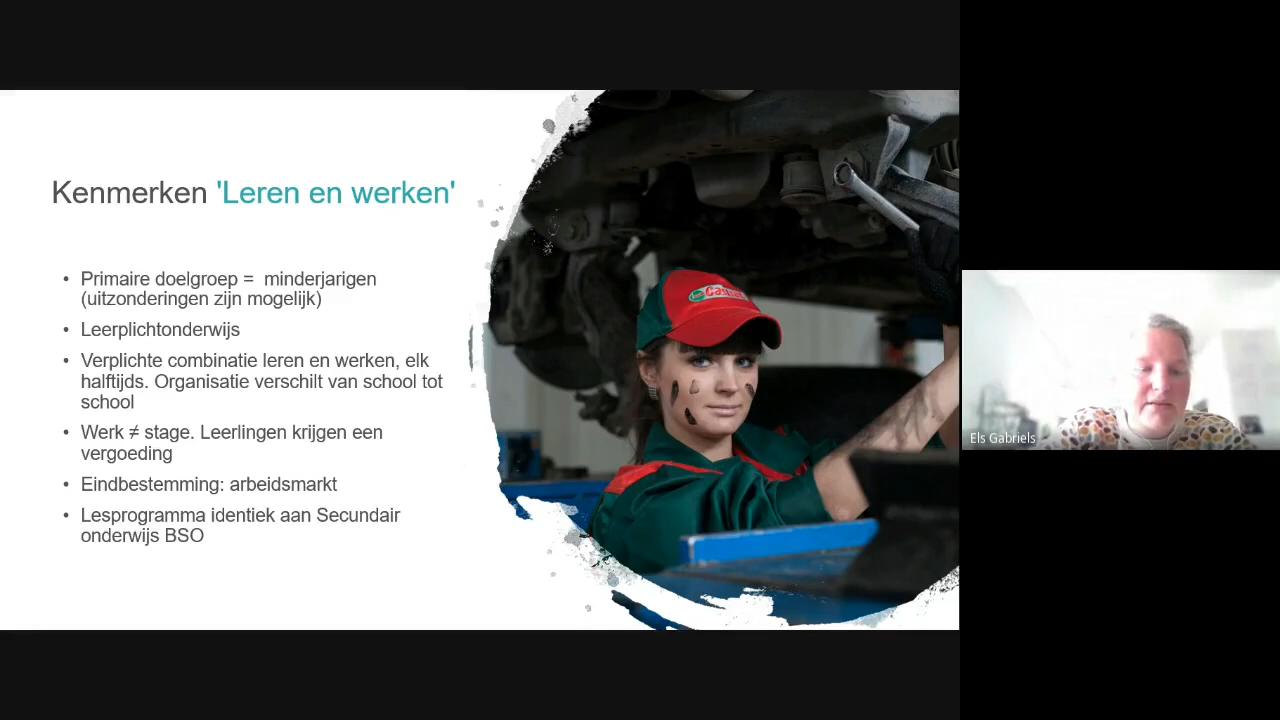 Kenmerken 'Leren en werken'
• Primaire doelgroep = minderjarigen
(uitzonderingen zijn mogelijk)
• Leerplichtonderwijs
• Verplichte combinatie leren en werken, elk
halftijds. Organisatie verschilt van school tot
school
• Werk ≠ stage. Leerlingen krijgen een
vergoeding
• Eindbestemming: arbeidsmarkt
• Lesprogramma identiek aan Secundair
onderwijs BSO
Els Gabriels